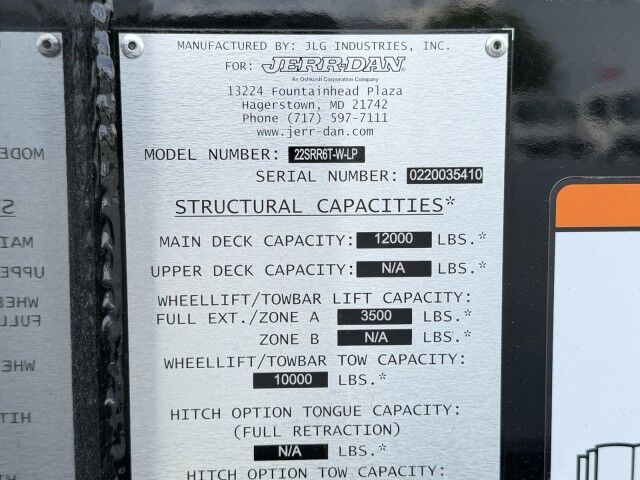 MANUFACTURED BY: JLG INDUSTRIES, INC.
FOR: JERR-DAN®
An Oshkosh Corporation Company
13224 Fountainhead Plaza
Hagerstown, MD 21742
Phone (717) 597-7111
www.jerr-dan.com
MODEL NUMBER: 22SRR6T-W-LP
SERIAL NUMBER: 0220035410
STRUCTURAL CAPACITIES*
MAIN DECK CAPACITY: 12000 LBS.*
UPPER DECK CAPACITY: N/A LBS.*
WHEELLIFT/TOWBAR LIFT CAPACITY:
FULL EXT./ZONE A 3500 LBS.*
ZONE B N/A LBS.*
WHEELLIFT/TOWBAR TOW CAPACITY:
10000 LBS.*
HITCH OPTION TONGUE CAPACITY:
(FULL RETRACTION)
N/A LBS.*
HITCH OPTION TOW CAPACITY: